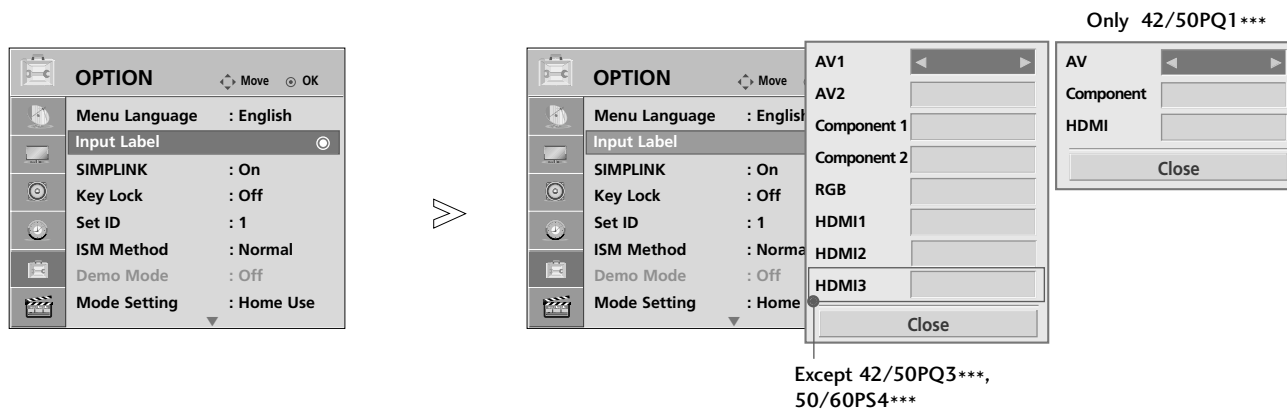 Only 42/50PQ1***
OPTION
Move
OK
Menu Language : English
Input Label
SIMPLINK : On
Key Lock : Off
Set ID : 1
ISM Method : Normal
Demo Mode : Off
Mode Setting : Home Use
OPTION
Move
Menu Language : English
Input Label
SIMPLINK : On
Key Lock : Off
Set ID : 1
ISM Method : Norma
Demo Mode : Off
Mode Setting : Home
AV1
AV2
Component 1
Component 2
RGB
HDMI1
HDMI2
HDMI3
Close
AV
Component
HDMI
Close
Except 42/50PQ3***,
50/60PS4***